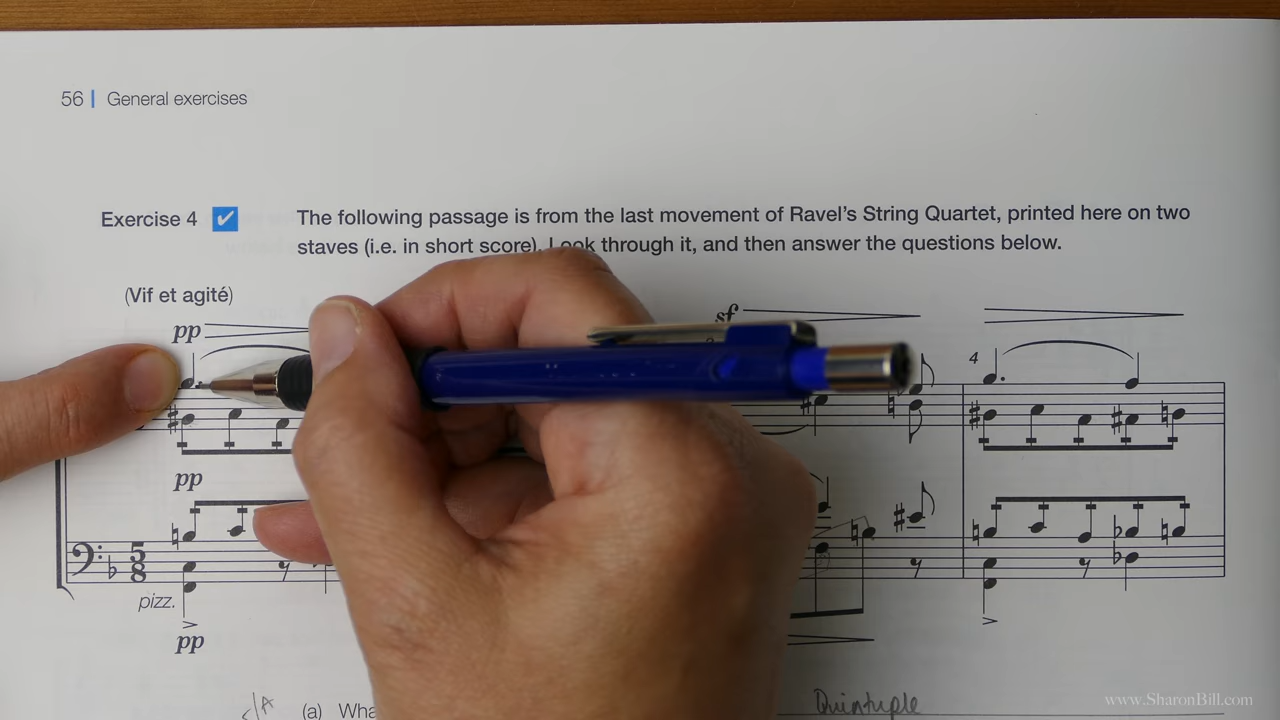 56 | General exercises
Exercise 4 ✔ The following passage is from the last movement of Ravel's String Quartet, printed here on two
staves (i.e. in short score). Look through it, and then answer the questions below.
(Vif et agité)
pp
sf
4
pp
5
8
pizz.
pp
(a) Wha
Quintuple
www.SharonBill.com